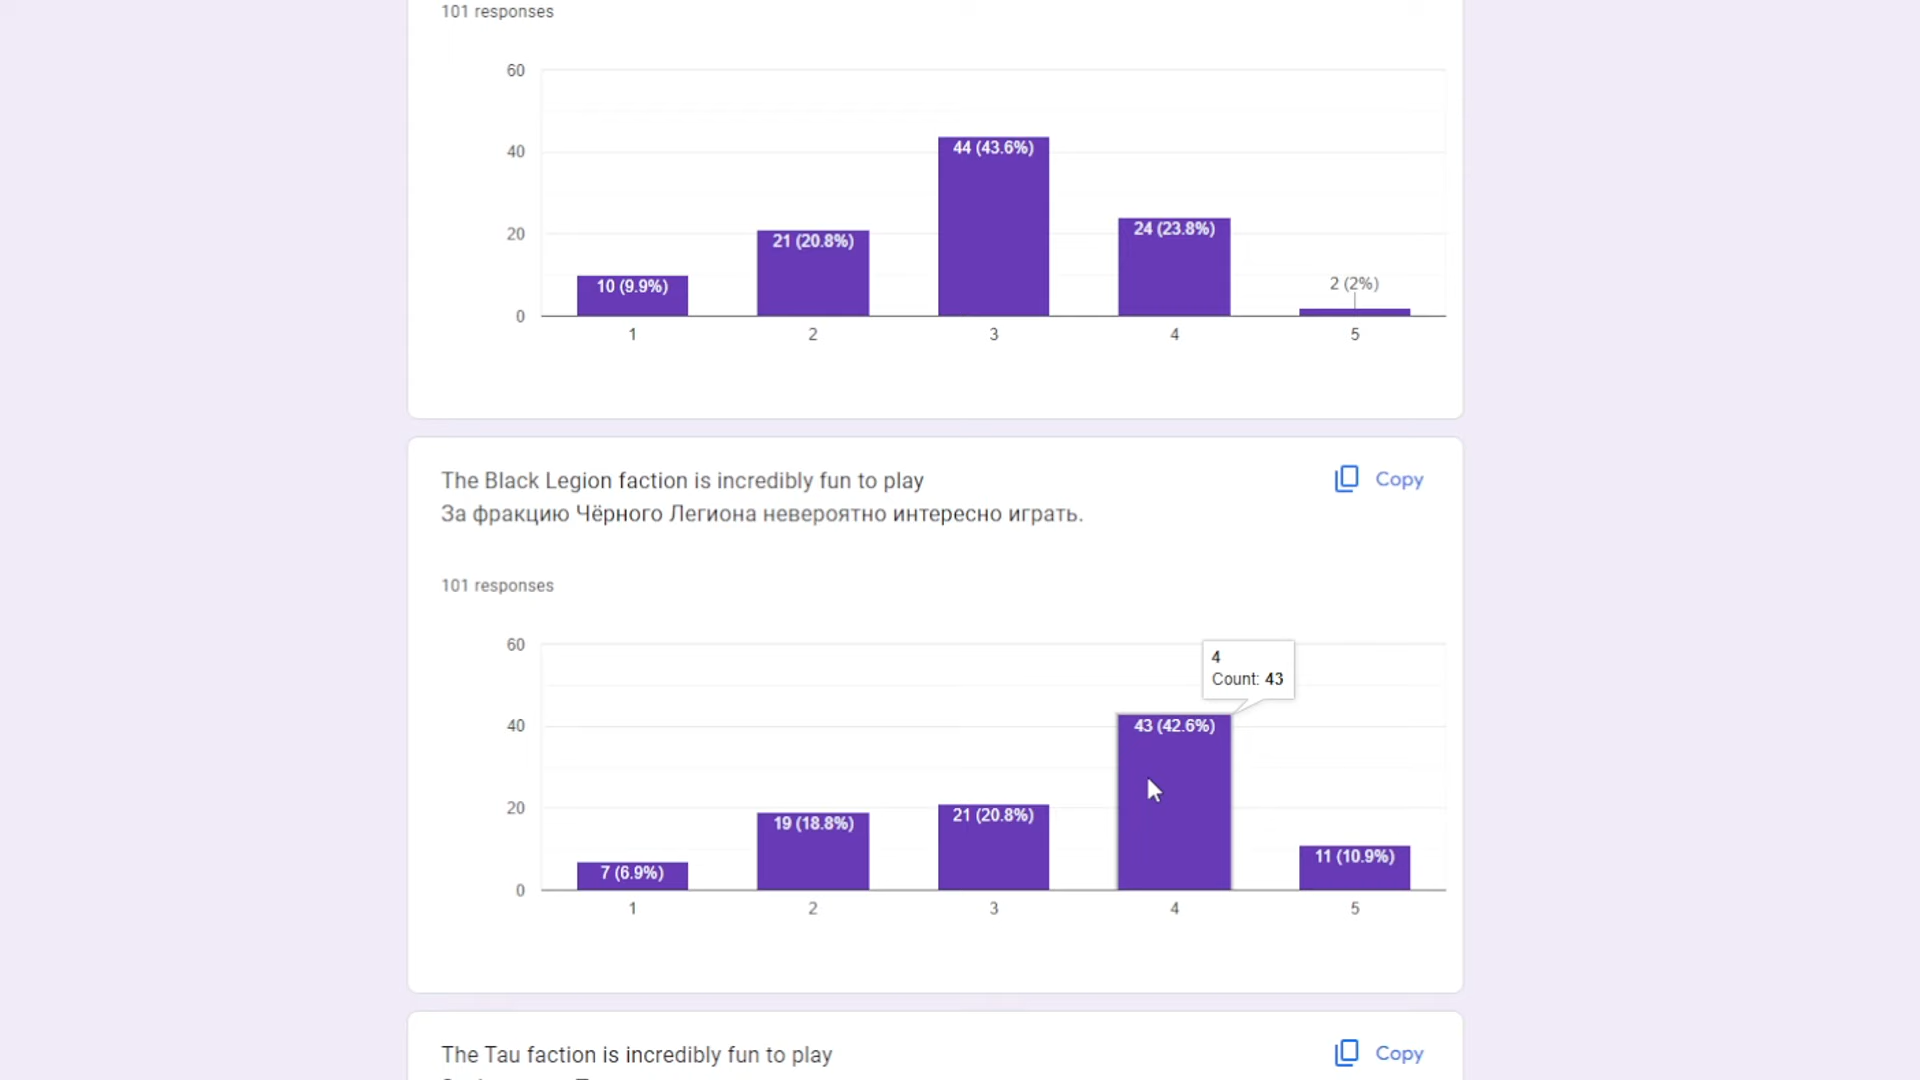 101 responses
60
40
20
0
10 (9.9%)
21 (20.8%)
44 (43.6%)
24 (23.8%)
2 (2%)
1 2 3 4 5
The Black Legion faction is incredibly fun to play
Copy
За фракцию Чёрного Легиона невероятно интересно играть.
101 responses
60
40
20
0
4
Count: 43
7 (6.9%)
19 (18.8%)
21 (20.8%)
43 (42.6%)
11 (10.9%)
1 2 3 4 5
The Tau faction is incredibly fun to play
Copy